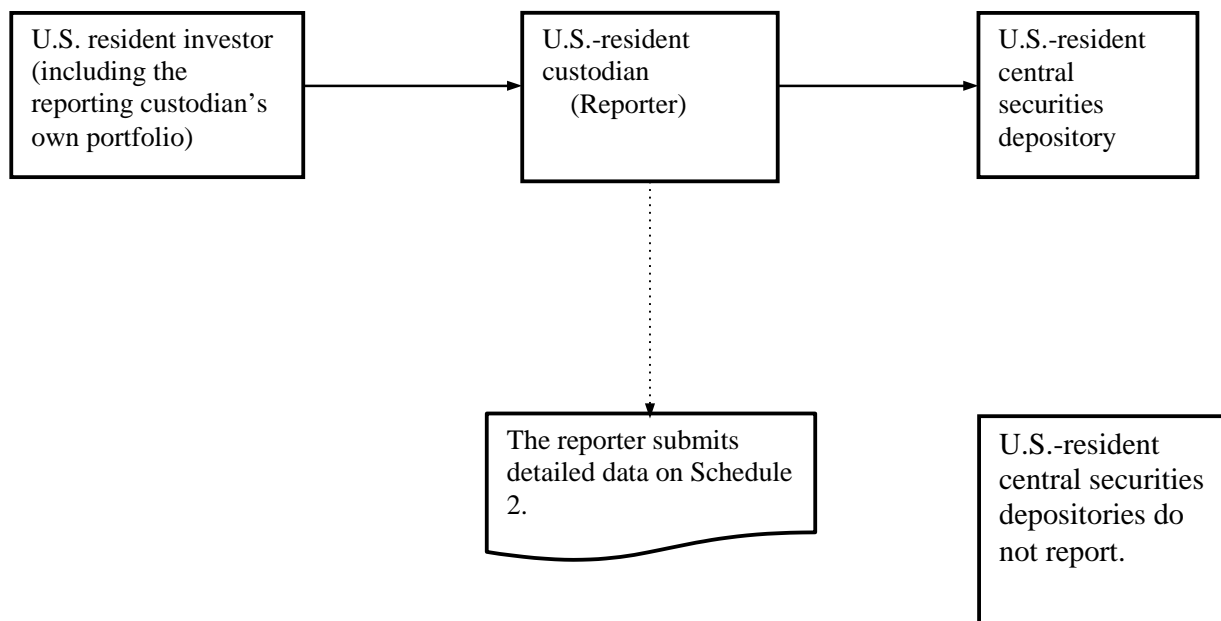 U.S. resident investor
(including the
reporting custodian’s
own portfolio)
U.S.-resident
custodian
(Reporter)
U.S.-resident
central
securities
depository
The reporter submits
detailed data on Schedule
2.
U.S.-resident
central securities
depositories do
not report.